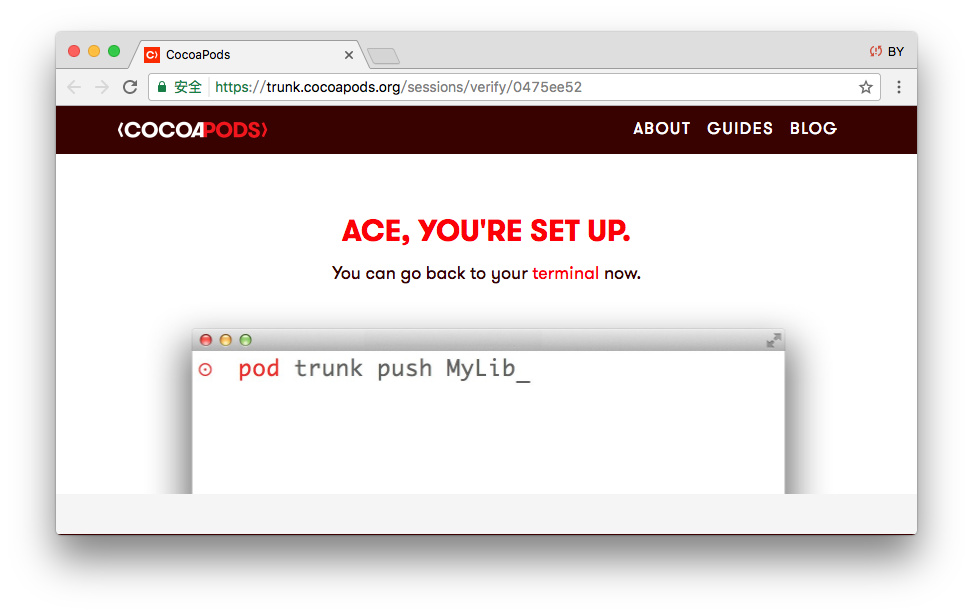 CocoaPods
BY
安全 https://trunk.cocoapods.org/sessions/verify/0475ee52
COCOAPODS ABOUT GUIDES BLOG
ACE, YOU'RE SET UP.
You can go back to your terminal now.
pod trunk push MyLib_